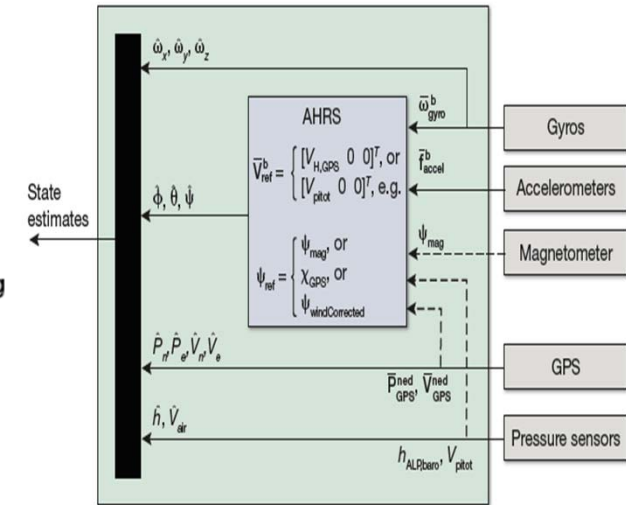 ω̂x, ω̂y, ω̂z
AHRS
ω̄ᵇgyro
Gyros
V̄ᵇref = { [VH,GPS 0 0]ᵀ, or
[Vpitot 0 0]ᵀ, e.g.
f̄ᵇaccel
Accelerometers
State
estimates
ϕ̂, θ̂, ψ̂
ψmag
Magnetometer
ψref = { ψmag, or
χGPS, or
ψwindCorrected
g
P̂n, P̂e, V̂n, V̂e
P̄ⁿᵉᵈGPS, V̄ⁿᵉᵈGPS
GPS
ĥ, V̂air
Pressure sensors
hALP,baro, Vpitot